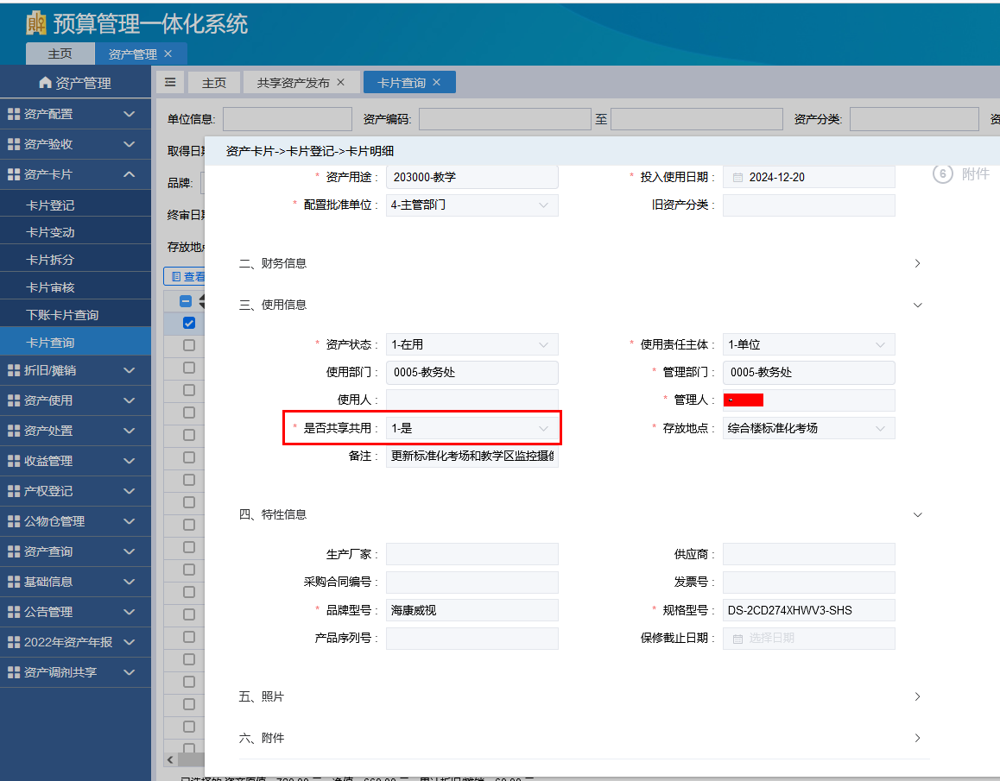 预算管理一体化系统
主页
资产管理 ×
资产管理
主页
共享资产发布 ×
卡片查询 ×
资产配置
资产验收
资产卡片
卡片登记
卡片变动
卡片拆分
卡片审核
下账卡片查询
卡片查询
折旧/摊销
资产使用
资产处置
收益管理
产权登记
公物仓管理
资产查询
基础信息
公告管理
2022年资产年报
资产调剂共享
单位信息:
资产编码:
至
资产分类:
资
取得日期
品牌:
终审日期
存放地点
查看
资产卡片->卡片登记->卡片明细
* 资产用途 : 203000-教学
* 投入使用日期 : 2024-12-20
6 附件
* 配置批准单位 : 4-主管部门
旧资产分类 :
二、财务信息
三、使用信息
* 资产状态 : 1-在用
* 使用责任主体 : 1-单位
使用部门 : 0005-教务处
* 管理部门 : 0005-教务处
使用人 :
* 管理人 :
* 是否共享共用 : 1-是
* 存放地点 : 综合楼标准化考场
备注 : 更新标准化考场和教学区监控摄像
四、特性信息
生产厂家 :
供应商 :
采购合同编号 :
发票号 :
* 品牌型号 : 海康威视
* 规格型号 : DS-2CD274XHWV3-SHS
产品序列号 :
保修截止日期 : 选择日期
五、照片
六、附件